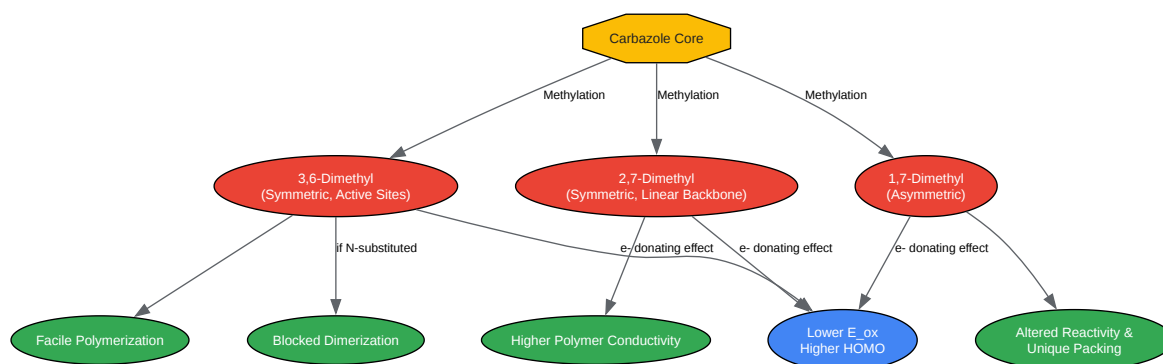 Carbazole Core
Methylation
Methylation
Methylation
3,6-Dimethyl
(Symmetric, Active Sites)
2,7-Dimethyl
(Symmetric, Linear Backbone)
1,7-Dimethyl
(Asymmetric)
if N-substituted
e- donating effect
e- donating effect
e- donating effect
Facile Polymerization
Blocked Dimerization
Higher Polymer Conductivity
Lower E_ox
Higher HOMO
Altered Reactivity &
Unique Packing